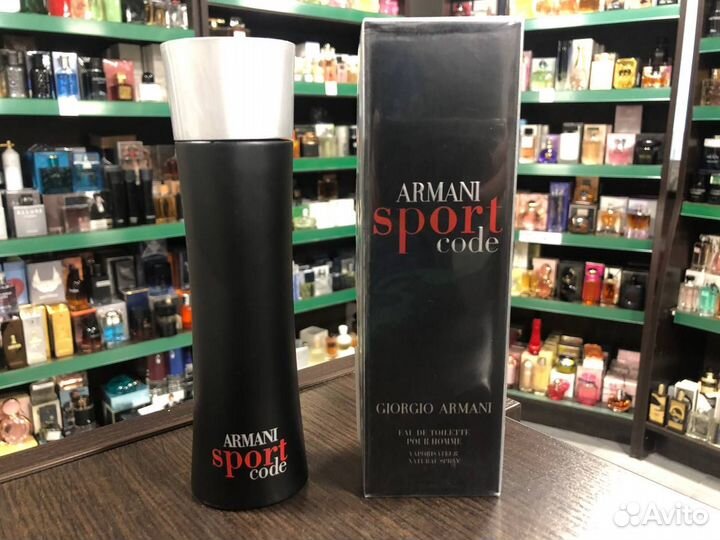 ARMANI
sport
code
ARMANI
sport
code
GIORGIO ARMANI
EAU DE TOILETTE
POUR HOMME
VAPORISATEUR
NATURAL SPRAY
Avito